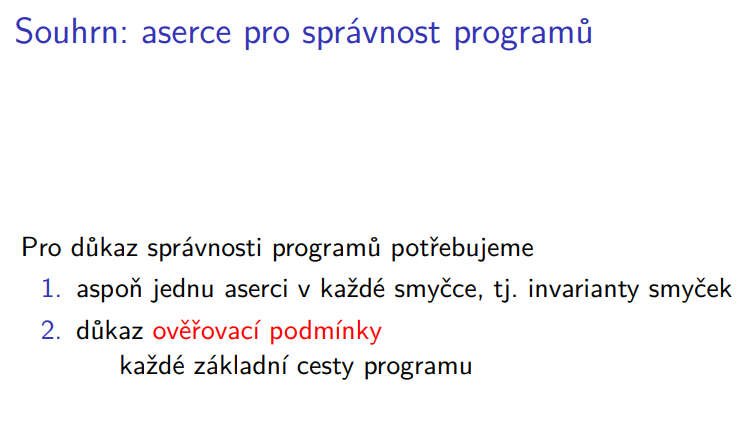 Souhrn: aserce pro správnost programů
Pro důkaz správnosti programů potřebujeme
1. aspoň jednu aserci v každé smyčce, tj. invarianty smyček
2. důkaz ověřovací podmínky
každé základní cesty programu